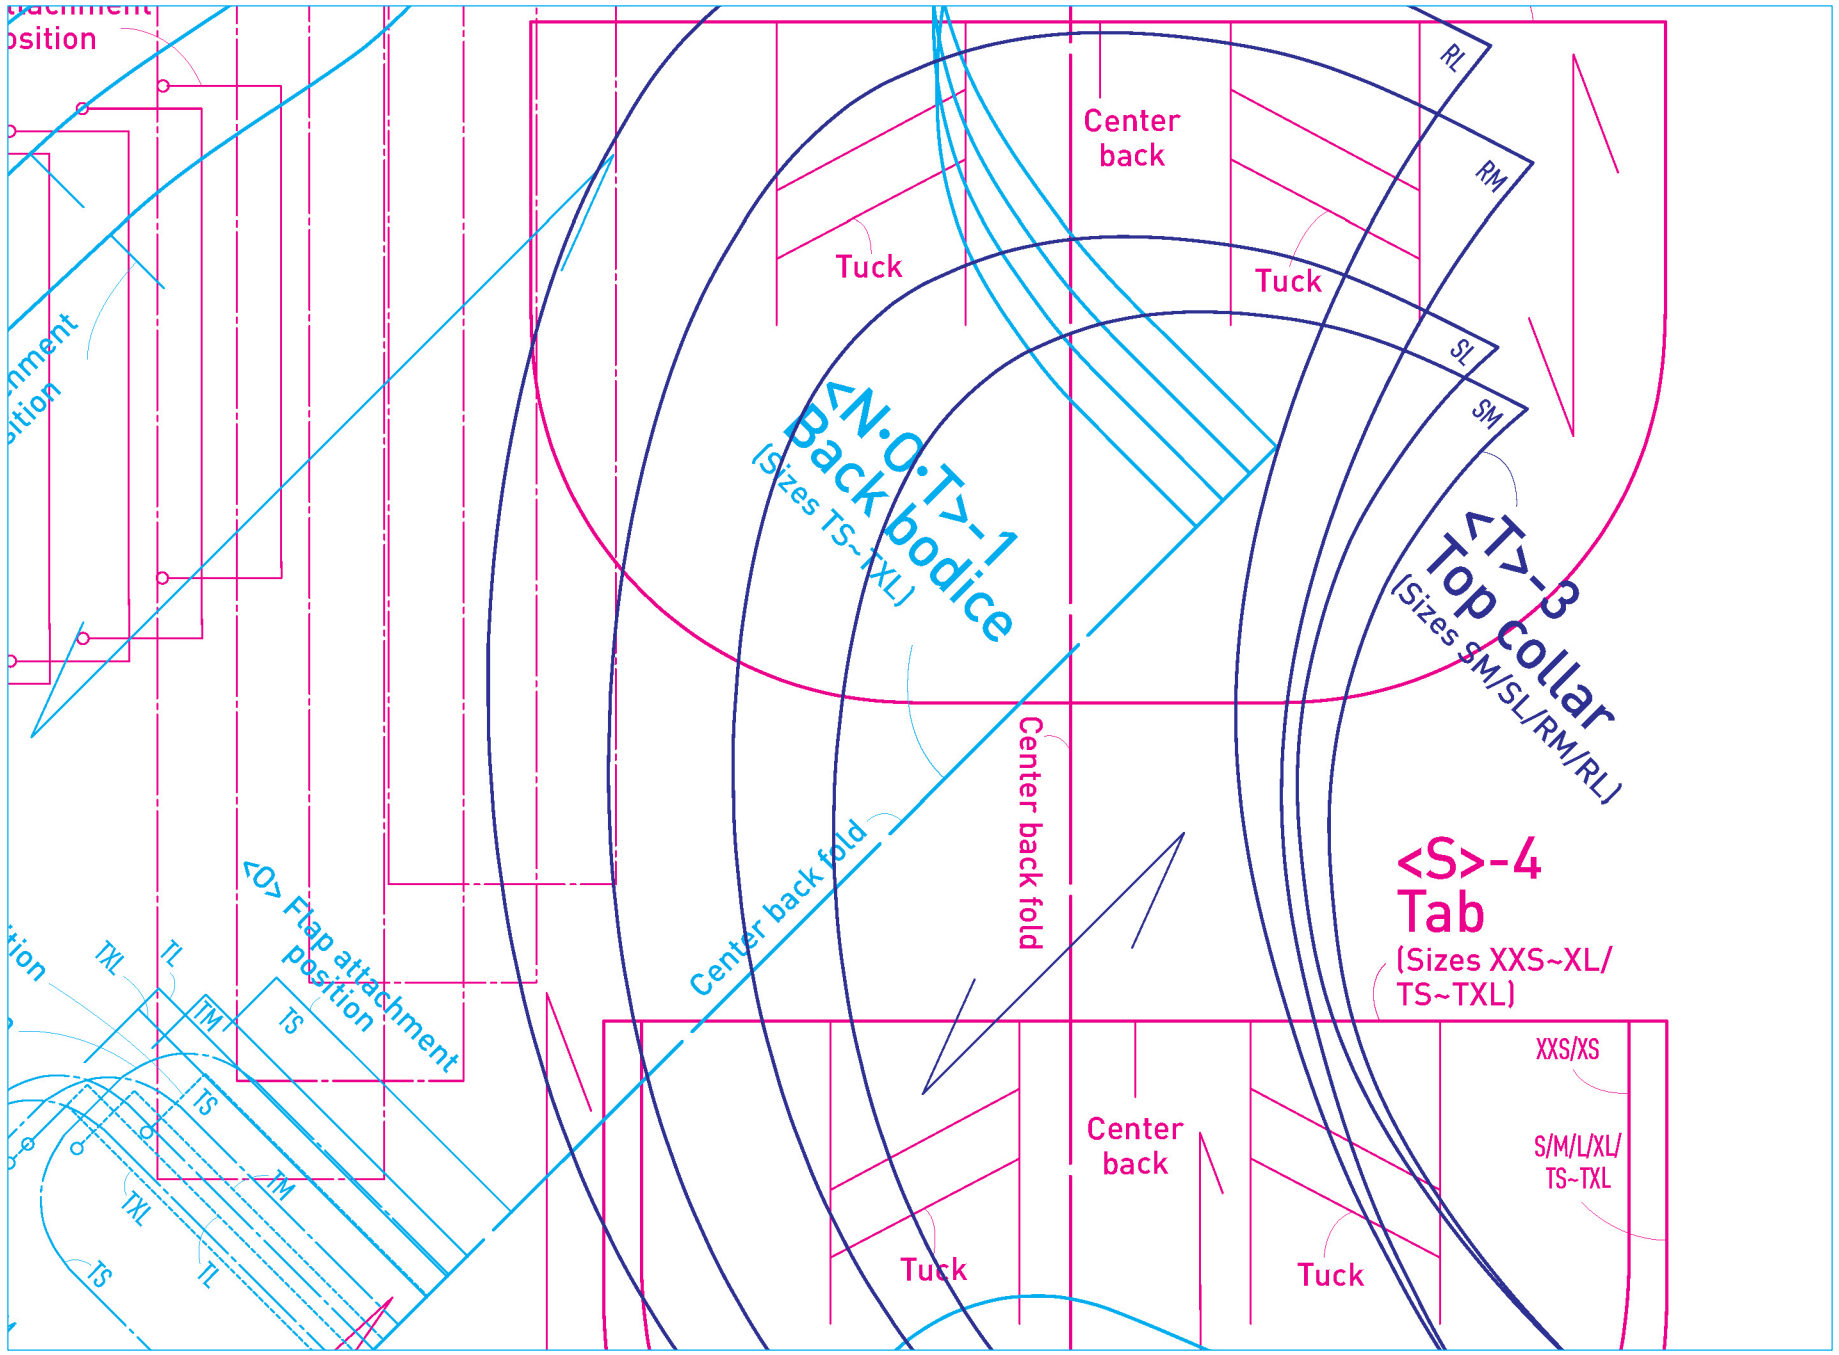 osition
Center
back
RL
RM
Tuck
Tuck
SL
SM
<N·O·T>-1
Back bodice
(Sizes TS~TXL)
<T>-3
Top collar
(Sizes SM/SL/RM/RL)
Center back fold
Center back fold
<S>-4
Tab
(Sizes XXS~XL/
TS~TXL)
<O> Flap attachment
position
TXL
TL
TM
TS
TS
TM
TXL
TL
TS
XXS/XS
S/M/L/XL/
TS~TXL
Center
back
Tuck
Tuck